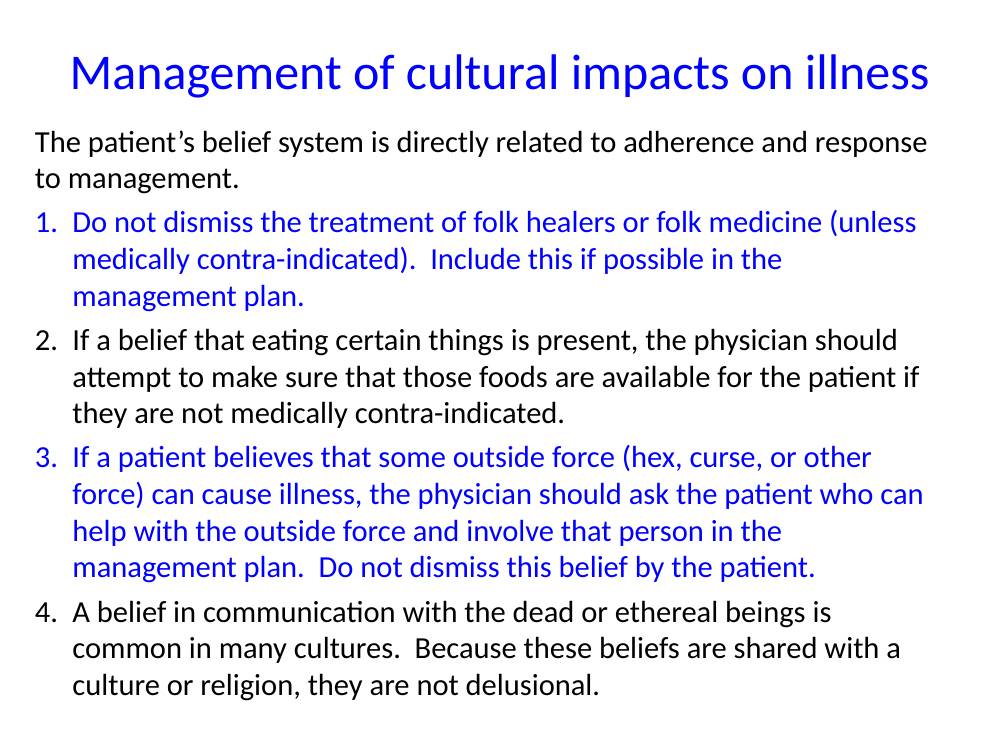 Management of cultural impacts on illness
The patient’s belief system is directly related to adherence and response
to management.
1. Do not dismiss the treatment of folk healers or folk medicine (unless
medically contra-indicated).  Include this if possible in the
management plan.
2. If a belief that eating certain things is present, the physician should
attempt to make sure that those foods are available for the patient if
they are not medically contra-indicated.
3. If a patient believes that some outside force (hex, curse, or other
force) can cause illness, the physician should ask the patient who can
help with the outside force and involve that person in the
management plan.  Do not dismiss this belief by the patient.
4. A belief in communication with the dead or ethereal beings is
common in many cultures.  Because these beliefs are shared with a
culture or religion, they are not delusional.